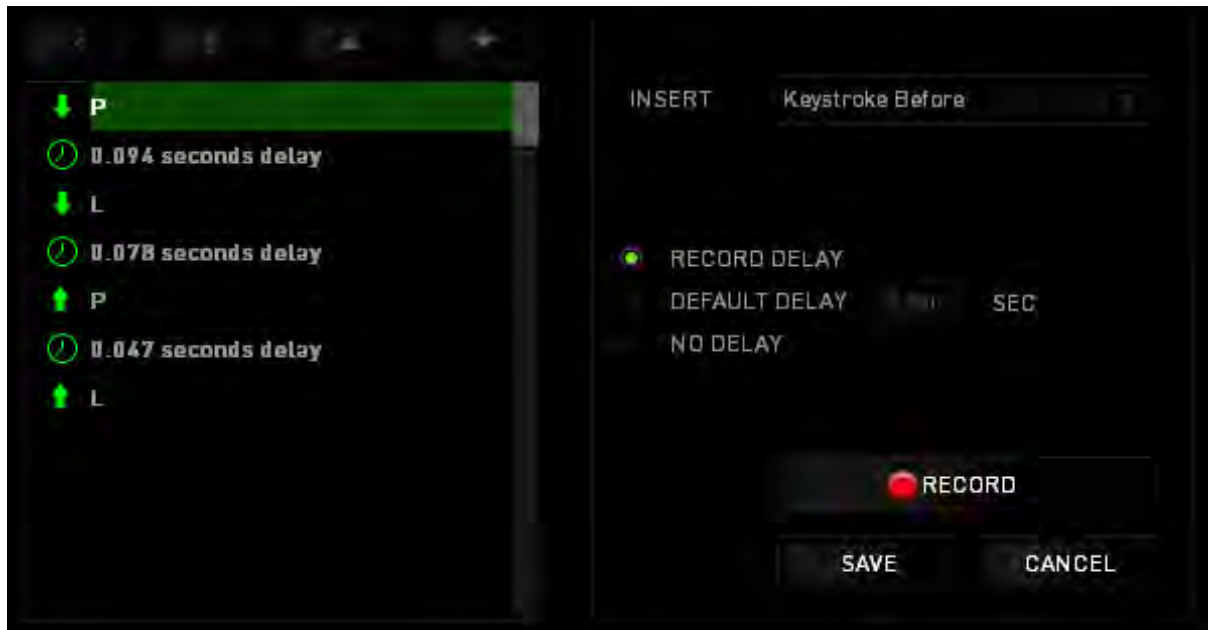 P
0.094 seconds delay
L
0.078 seconds delay
P
0.047 seconds delay
L
INSERT Keystroke Before
RECORD DELAY
DEFAULT DELAY SEC
NO DELAY
RECORD
SAVE CANCEL